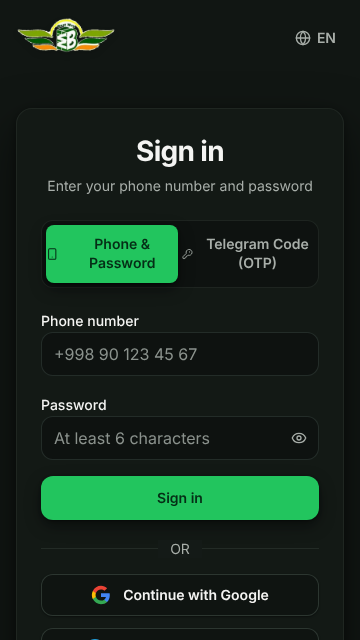 EN
Sign in
Enter your phone number and password
Phone &
Password
Telegram Code
(OTP)
Phone number
+998 90 123 45 67
Password
At least 6 characters
Sign in
OR
Continue with Google